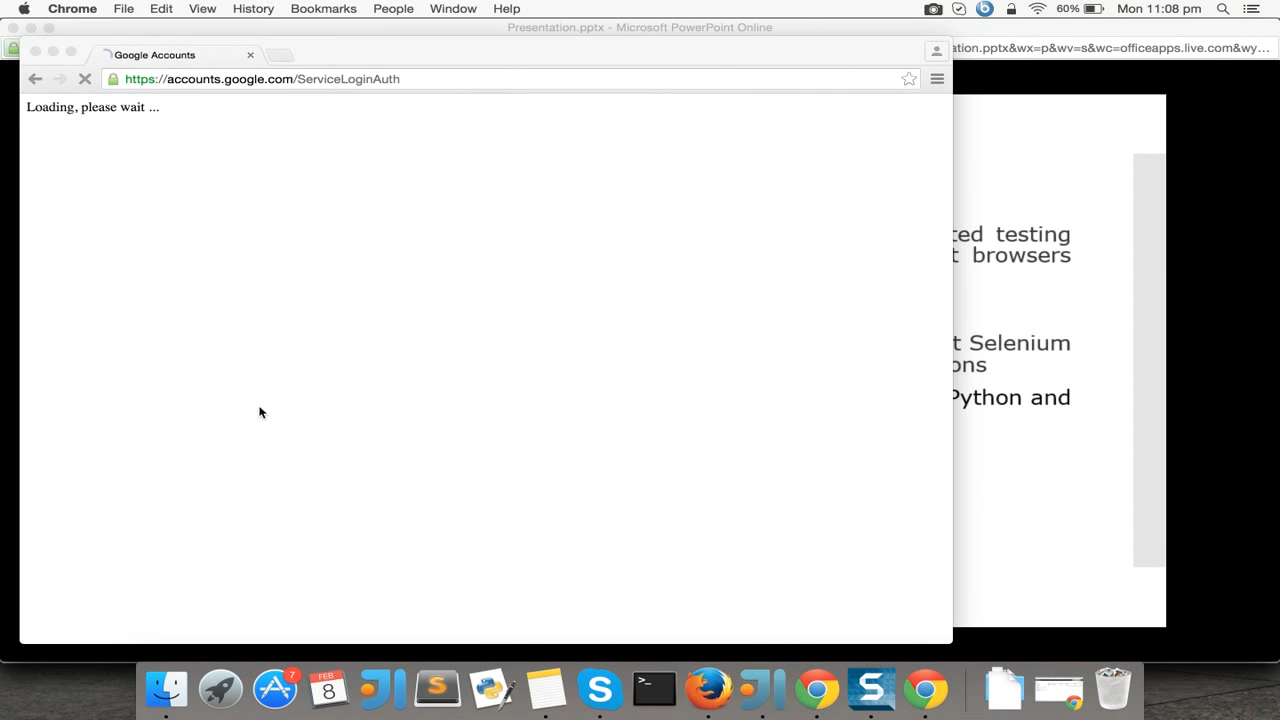 Chrome File Edit View History Bookmarks People Window Help 60% Mon 11:08 pm
Presentation.pptx - Microsoft PowerPoint Online
Google Accounts
ation.pptx&wx=p&wv=s&wc=officeapps.live.com&wy...
https://accounts.google.com/ServiceLoginAuth
Loading, please wait ...
ted testing
t browsers
t Selenium
ons
Python and
7
FEB
8
S
S
>_
S